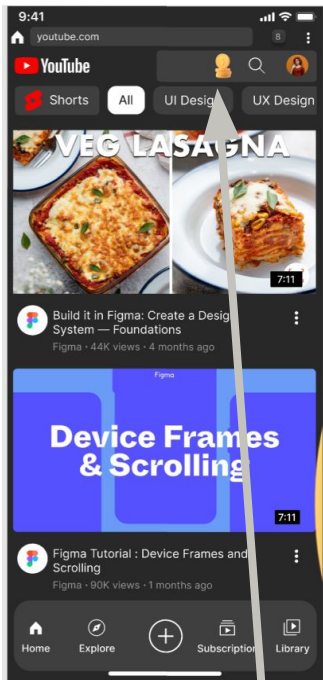 9:41
youtube.com
8
YouTube
Shorts
All
UI Design
UX Design
VEG LASAGNA
7:11
Build it in Figma: Create a Design
System — Foundations
Figma · 44K views · 4 months ago
Figma
Device Frames
& Scrolling
7:11
Figma Tutorial : Device Frames and
Scrolling
Figma · 90K views · 1 months ago
Home
Explore
Subscription
Library